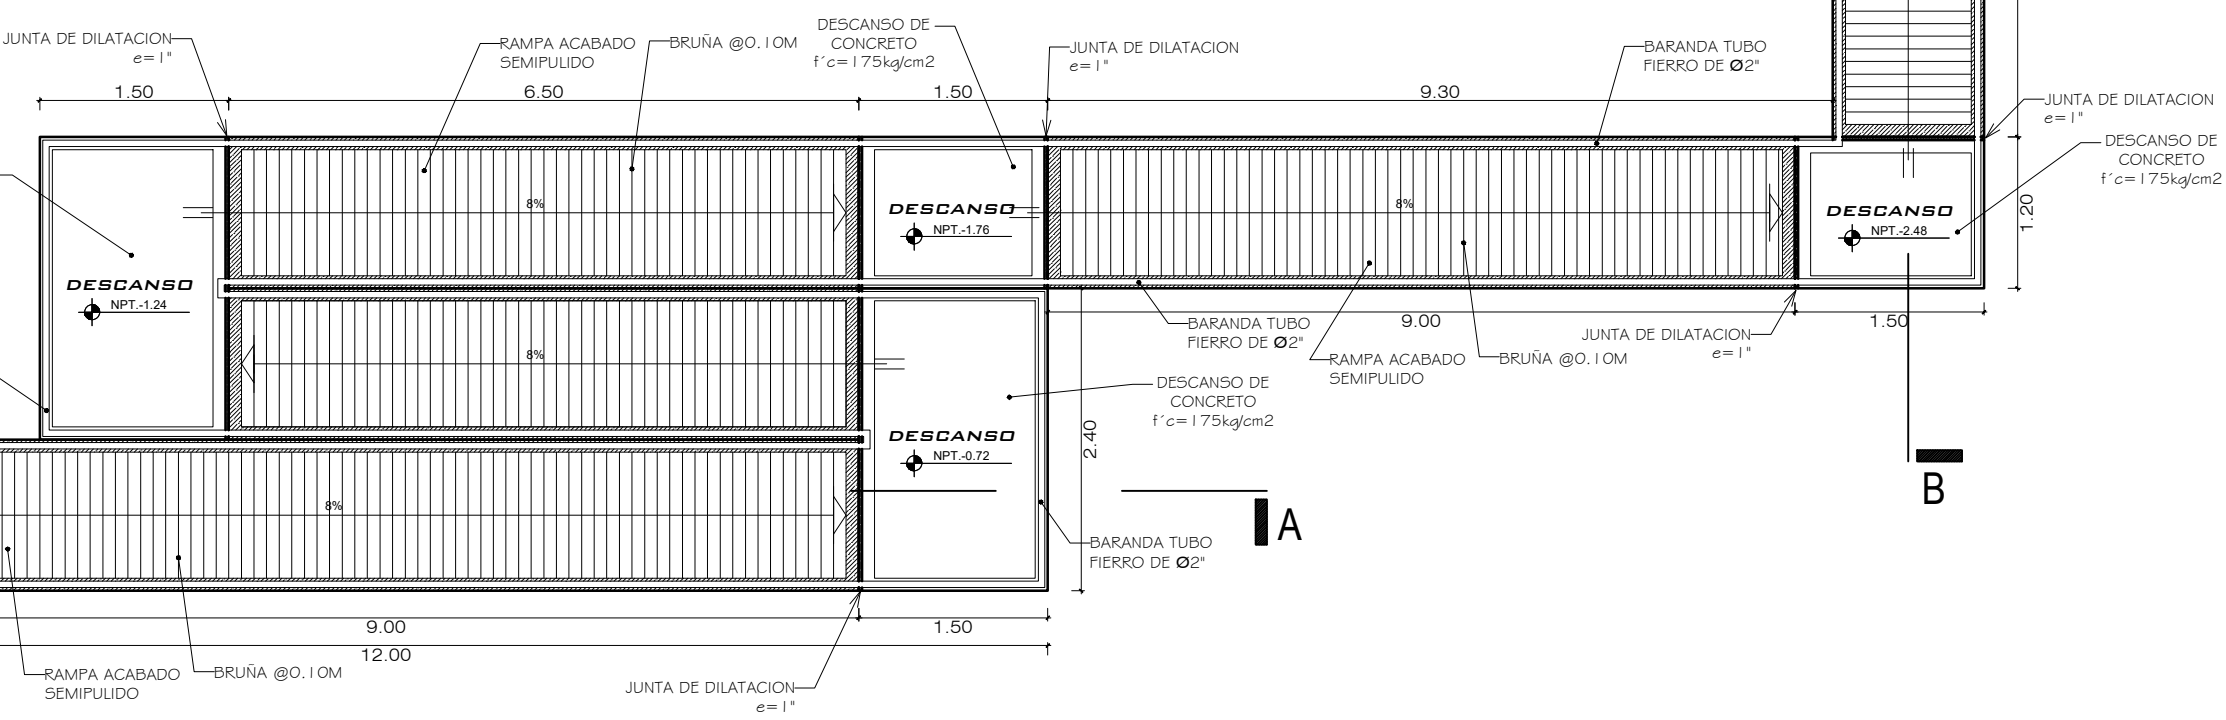 JUNTA DE DILATACION
e=1"
RAMPA ACABADO
SEMIPULIDO
BRUÑA @0.10M
DESCANSO DE
CONCRETO
f´c=175kg/cm2
JUNTA DE DILATACION
e=1"
BARANDA TUBO
FIERRO DE Ø2"
JUNTA DE DILATACION
e=1"
DESCANSO DE
CONCRETO
f´c=175kg/cm2
1.50
6.50
1.50
9.30
8%
DESCANSO
NPT.-1.76
8%
DESCANSO
NPT.-2.48
1.20
DESCANSO
NPT.-1.24
8%
BARANDA TUBO
FIERRO DE Ø2"
9.00
RAMPA ACABADO
SEMIPULIDO
BRUÑA @0.10M
JUNTA DE DILATACION
e=1"
1.50
DESCANSO DE
CONCRETO
f´c=175kg/cm2
2.40
DESCANSO
NPT.-0.72
8%
A
B
BARANDA TUBO
FIERRO DE Ø2"
9.00
1.50
12.00
RAMPA ACABADO
SEMIPULIDO
BRUÑA @0.10M
JUNTA DE DILATACION
e=1"